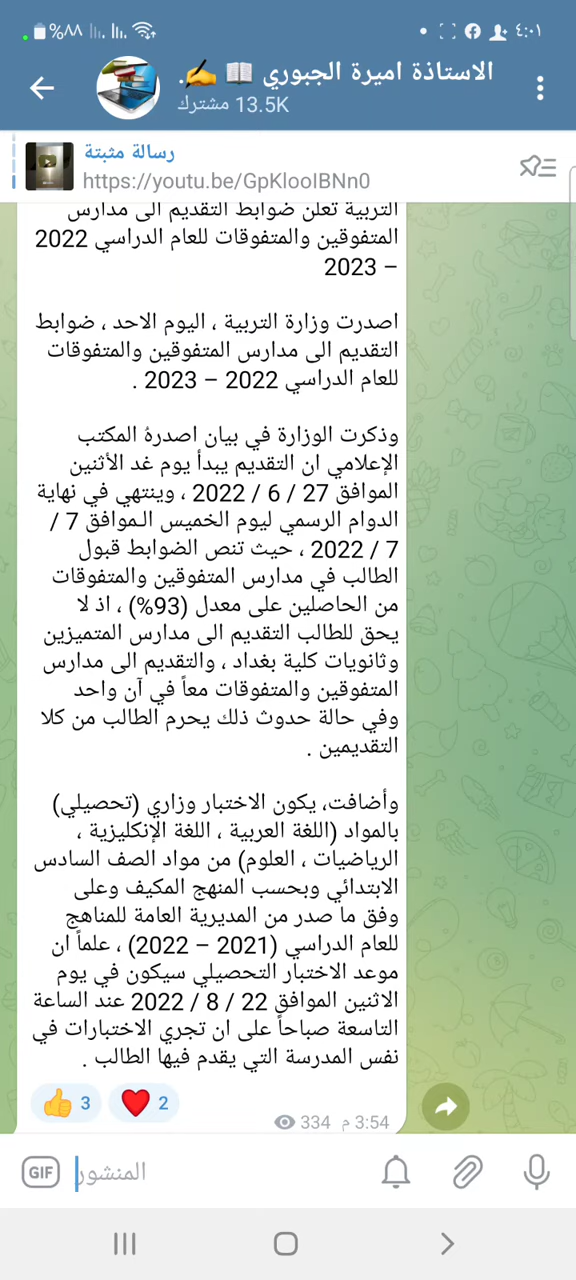 ٤:٠١
%٨٨
الاستاذة اميرة الجبوري 📖 ✍️.
13.5K مشترك
رسالة مثبتة
https://youtu.be/GpKlooIBNn0
التربية تعلن ضوابط التقديم الى مدارس
المتفوقين والمتفوقات للعام الدراسي 2022
– 2023
اصدرت وزارة التربية ، اليوم الاحد ، ضوابط
التقديم الى مدارس المتفوقين والمتفوقات
للعام الدراسي 2022 – 2023 .
وذكرت الوزارة في بيان اصدرهُ المكتب
الإعلامي ان التقديم يبدأ يوم غد الأثنين
الموافق 27 / 6 / 2022 ، وينتهي في نهاية
الدوام الرسمي ليوم الخميس الـموافق 7 /
7 / 2022 ، حيث تنص الضوابط قبول
الطالب في مدارس المتفوقين والمتفوقات
من الحاصلين على معدل (93%) ، اذ لا
يحق للطالب التقديم الى مدارس المتميزين
وثانويات كلية بغداد ، والتقديم الى مدارس
المتفوقين والمتفوقات معاً في آن واحد
وفي حالة حدوث ذلك يحرم الطالب من كلا
التقديمين .
وأضافت، يكون الاختبار وزاري (تحصيلي)
بالمواد (اللغة العربية ، اللغة الإنكليزية ،
الرياضيات ، العلوم) من مواد الصف السادس
الابتدائي وبحسب المنهج المكيف وعلى
وفق ما صدر من المديرية العامة للمناهج
للعام الدراسي (2021 – 2022) ، علماً ان
موعد الاختبار التحصيلي سيكون في يوم
الاثنين الموافق 22 / 8 / 2022 عند الساعة
التاسعة صباحاً على ان تجري الاختبارات في
نفس المدرسة التي يقدم فيها الطالب .
👍 3 ❤️ 2
334 3:54 م
المنشور
GIF